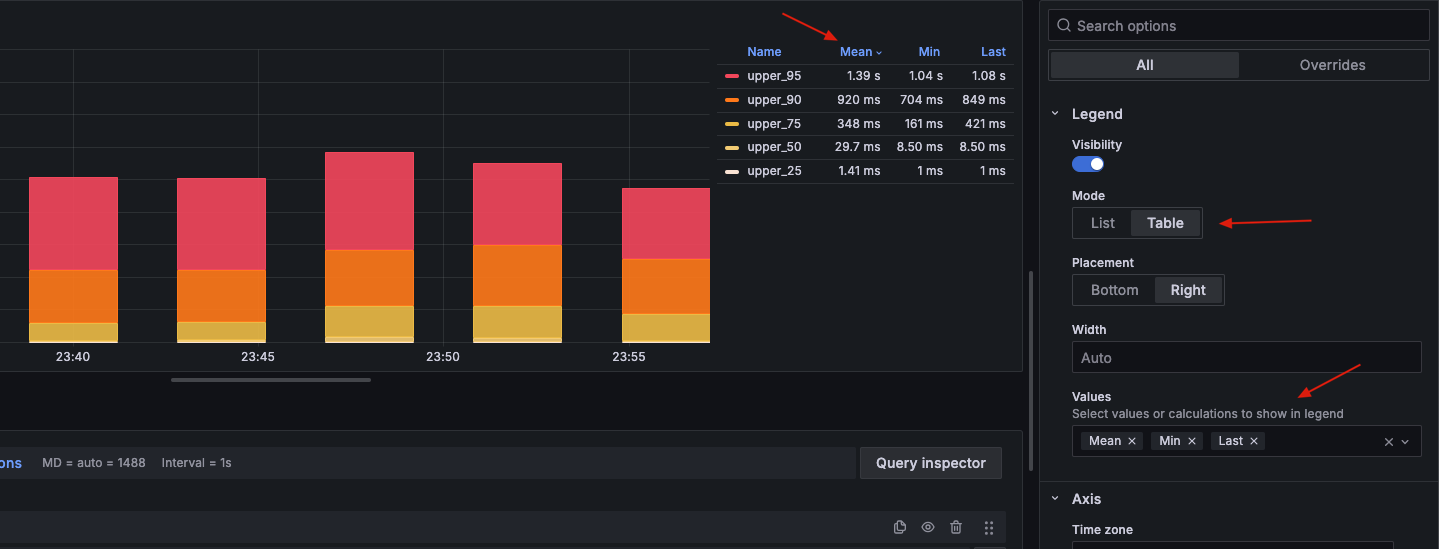 Name Mean Min Last
upper_95 1.39 s 1.04 s 1.08 s
upper_90 920 ms 704 ms 849 ms
upper_75 348 ms 161 ms 421 ms
upper_50 29.7 ms 8.50 ms 8.50 ms
upper_25 1.41 ms 1 ms 1 ms
23:40 23:45 23:50 23:55
ons MD = auto = 1488 Interval = 1s
Query inspector
Search options
All Overrides
Legend
Visibility
Mode
List Table
Placement
Bottom Right
Width
Auto
Values
Select values or calculations to show in legend
Mean Min Last
Axis
Time zone